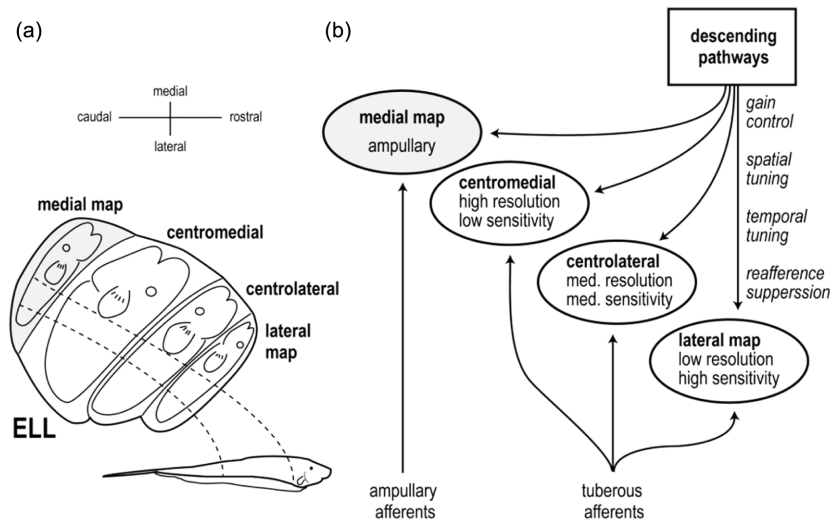 (a)
medial
caudal
rostral
lateral
medial map
centromedial
centrolateral
lateral
map
ELL
(b)
descending
pathways
gain
control
spatial
tuning
temporal
tuning
reafference
supperssion
medial map
ampullary
centromedial
high resolution
low sensitivity
centrolateral
med. resolution
med. sensitivity
lateral map
low resolution
high sensitivity
ampullary
afferents
tuberous
afferents